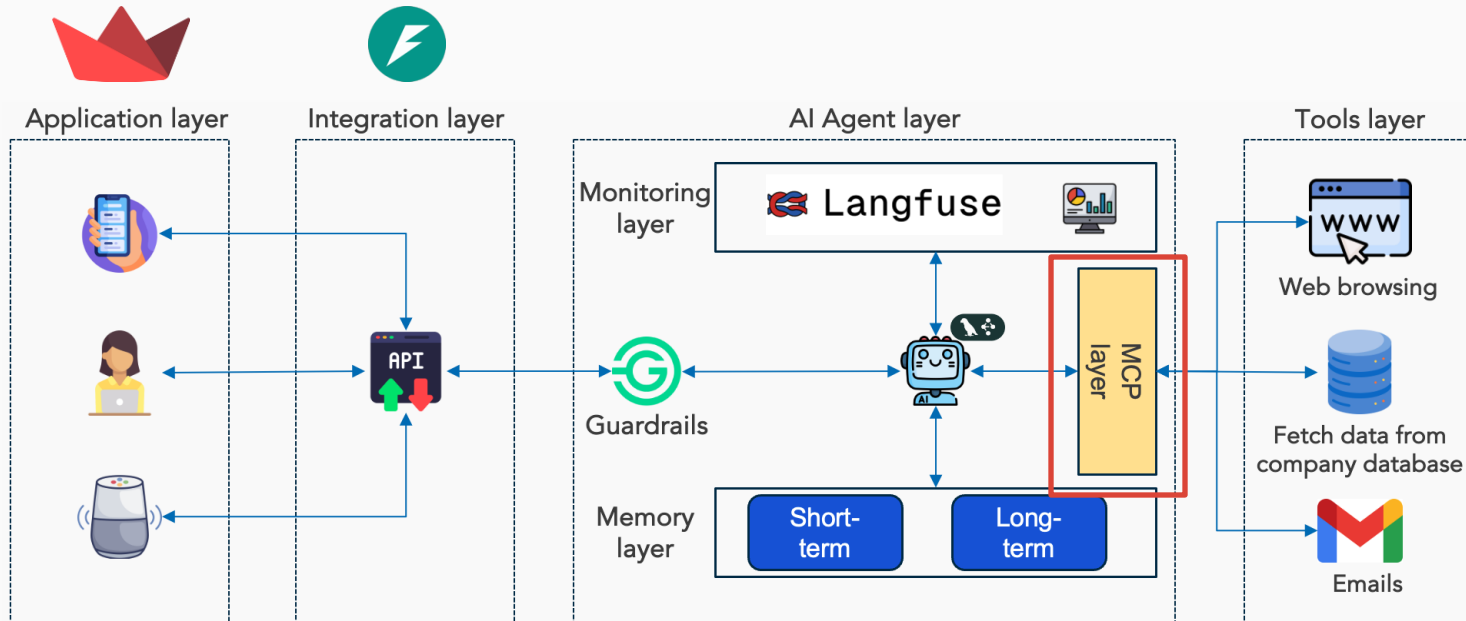 Application layer
Integration layer
AI Agent layer
Tools layer
Monitoring
layer
Langfuse
WWW
Web browsing
API
MCP
layer
Guardrails
AI
Fetch data from
company database
Memory
layer
Short-
term
Long-
term
Emails